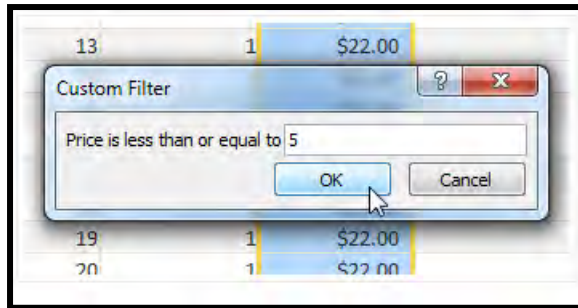 13 1 $22.00
Custom Filter
Price is less than or equal to 5
OK Cancel
19 1 $22.00
20 1 $22.00